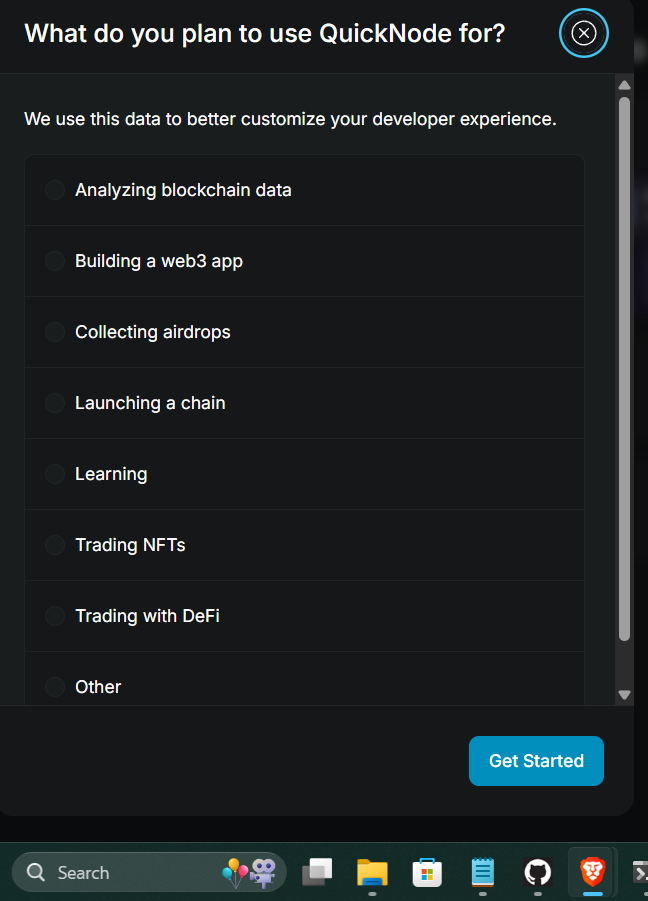 What do you plan to use QuickNode for?
We use this data to better customize your developer experience.
Analyzing blockchain data
Building a web3 app
Collecting airdrops
Launching a chain
Learning
Trading NFTs
Trading with DeFi
Other
Get Started
Search